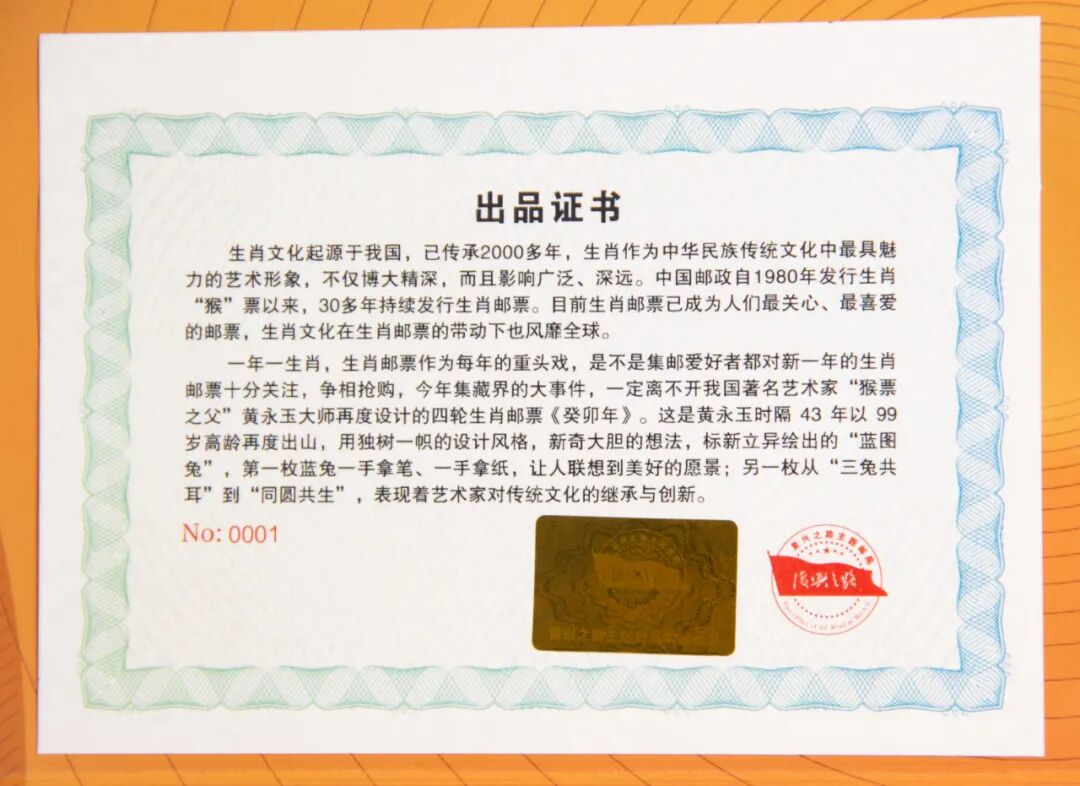 出品证书
生肖文化起源于我国，已传承2000多年，生肖作为中华民族传统文化中最具魅
力的艺术形象，不仅博大精深，而且影响广泛、深远。中国邮政自1980年发行生肖
“猴”票以来，30多年持续发行生肖邮票。目前生肖邮票已成为人们最关心、最喜爱
的邮票，生肖文化在生肖邮票的带动下也风靡全球。
一年一生肖，生肖邮票作为每年的重头戏，是不是集邮爱好者都对新一年的生肖
邮票十分关注，争相抢购，今年集藏界的大事件，一定离不开我国著名艺术家“猴票
之父”黄永玉大师再度设计的四轮生肖邮票《癸卯年》。这是黄永玉时隔 43 年以 99
岁高龄再度出山，用独树一帜的设计风格，新奇大胆的想法，标新立异绘出的“蓝图
兔”，第一枚蓝兔一手拿笔、一手拿纸，让人联想到美好的愿景；另一枚从“三兔共
耳”到“同圆共生”，表现着艺术家对传统文化的继承与创新。
No: 0001
复兴之路主题邮局
复兴之路